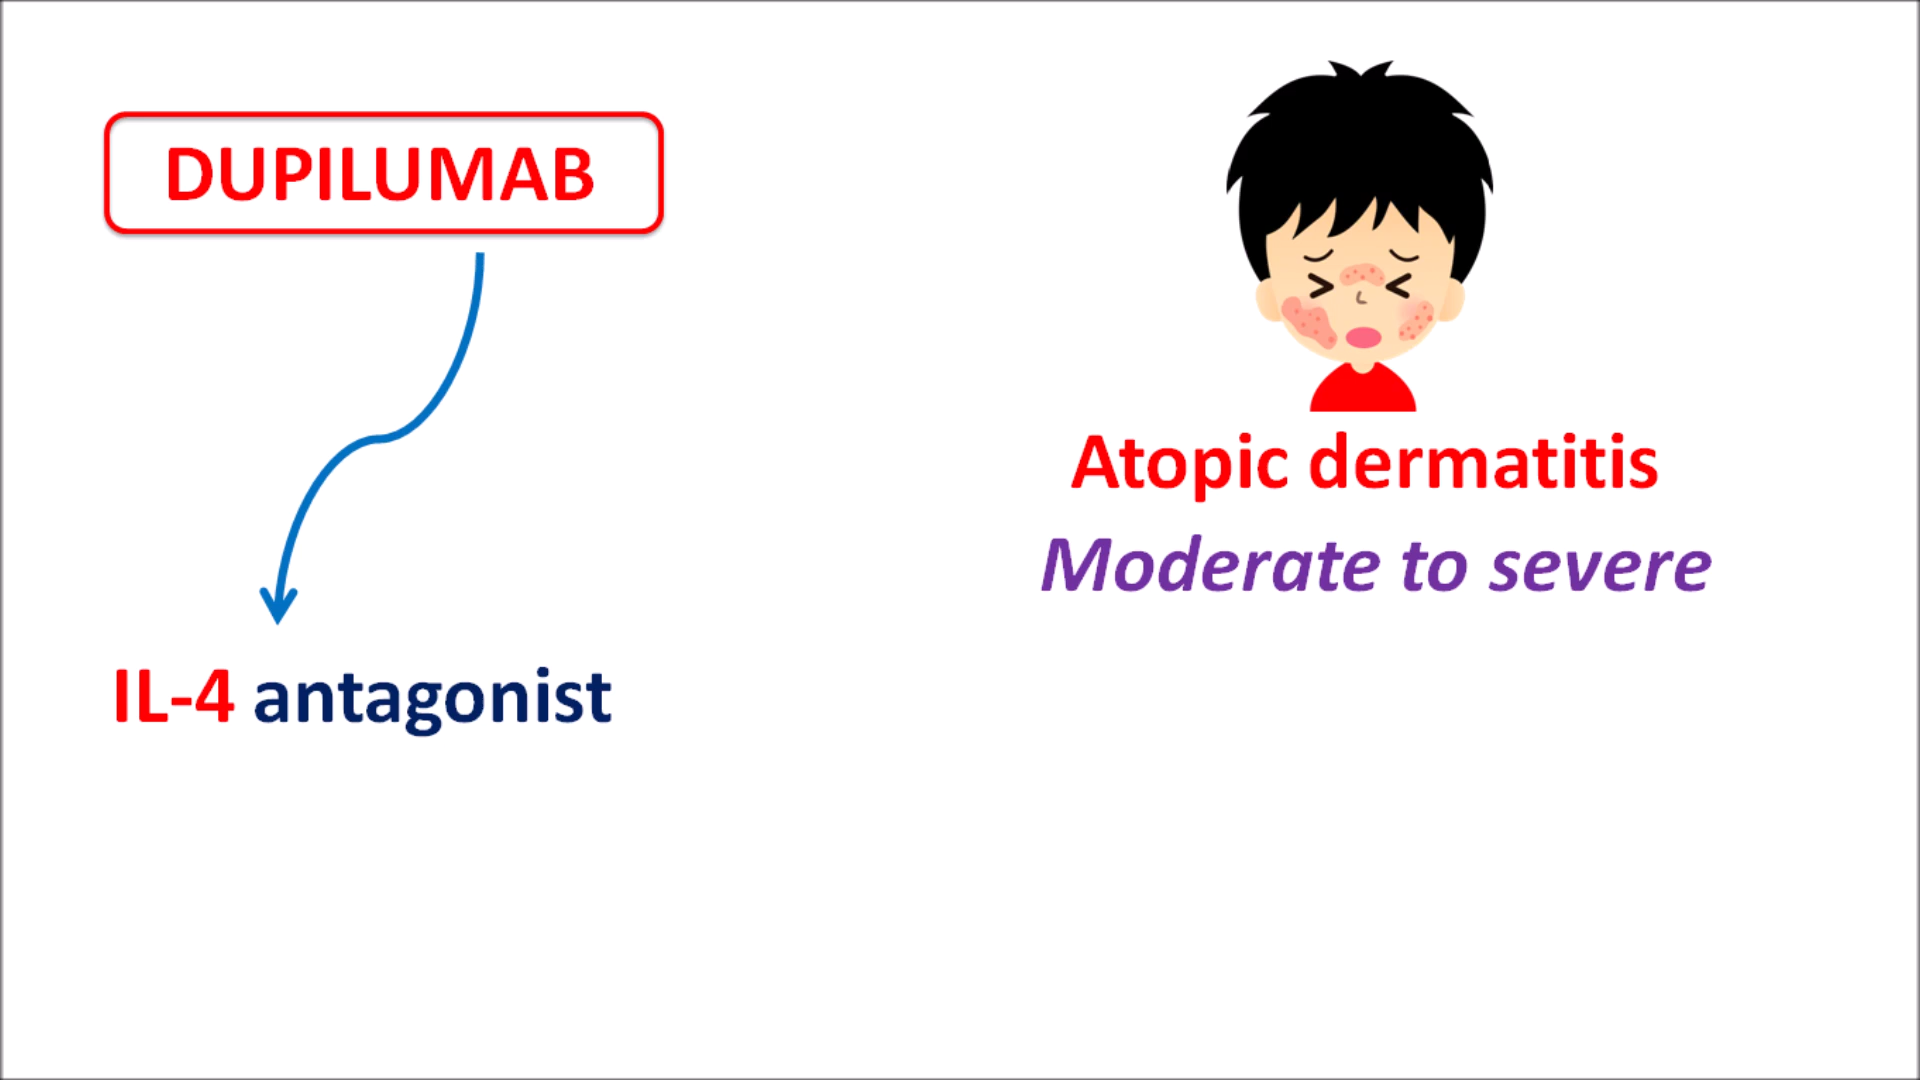 DUPILUMAB
IL-4 antagonist
Atopic dermatitis
Moderate to severe